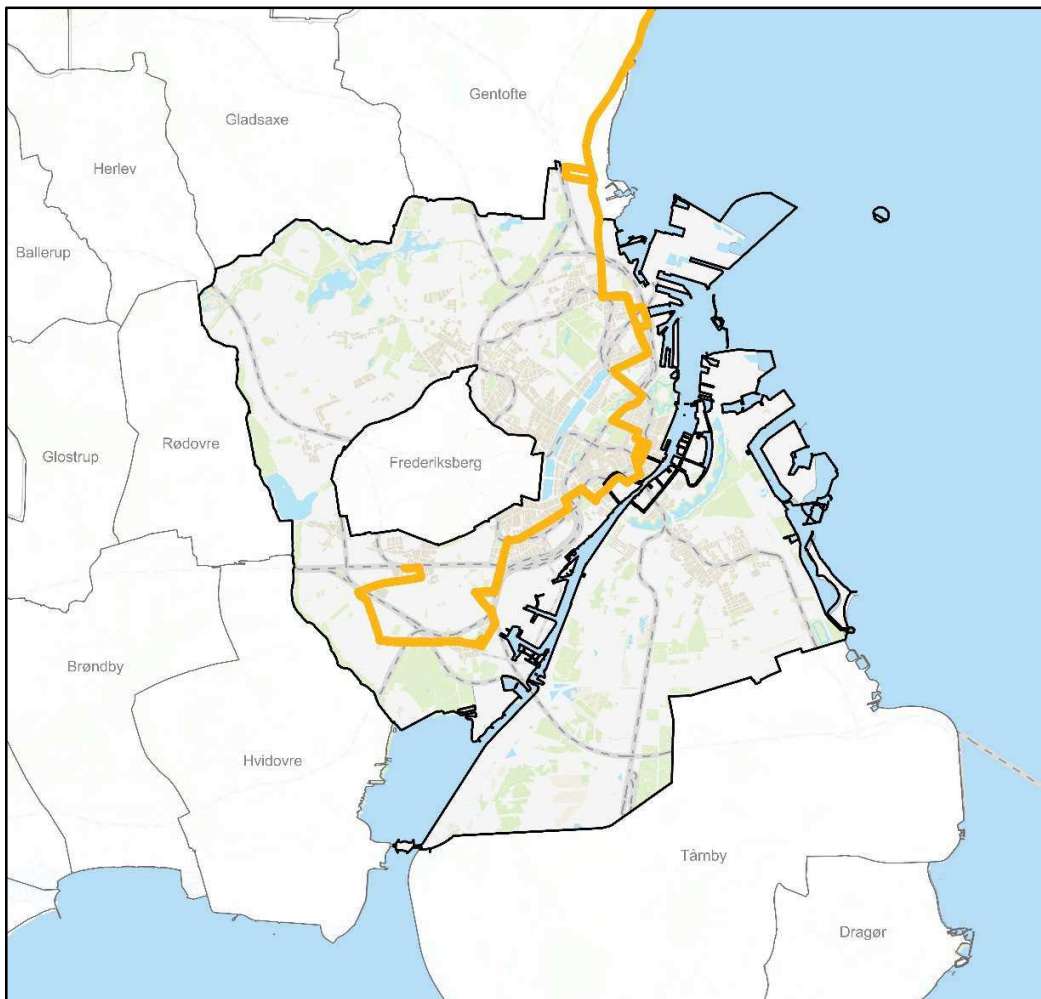 Gentofte
Gladsaxe
Herlev
Ballerup
Rødovre
Glostrup
Frederiksberg
Brøndby
Hvidovre
Tårnby
Dragør